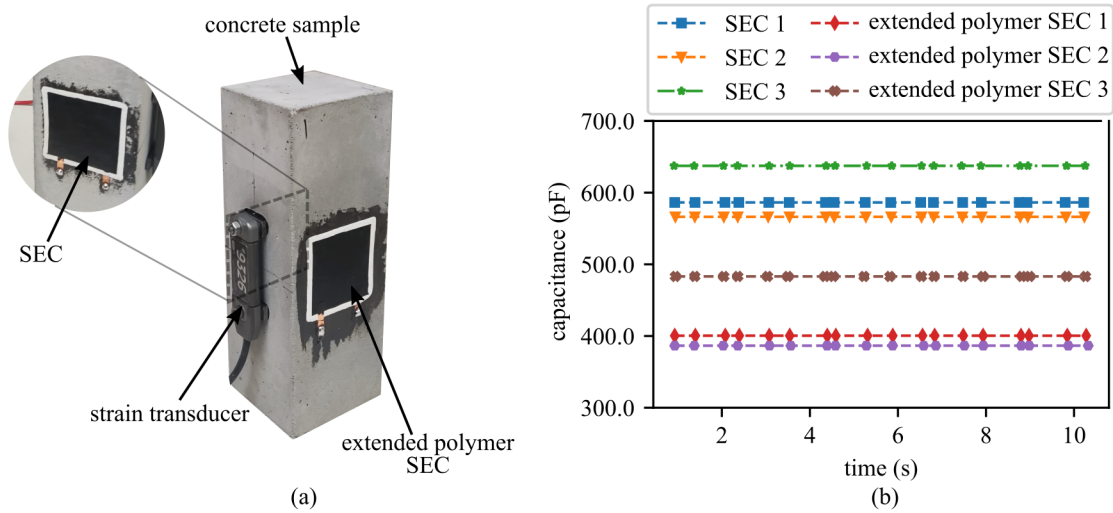 concrete sample
SEC
9326
strain transducer
extended polymer
SEC
(a)
SEC 1
SEC 2
SEC 3
extended polymer SEC 1
extended polymer SEC 2
extended polymer SEC 3
capacitance (pF)
700.0
600.0
500.0
400.0
300.0
2 4 6 8 10
time (s)
(b)